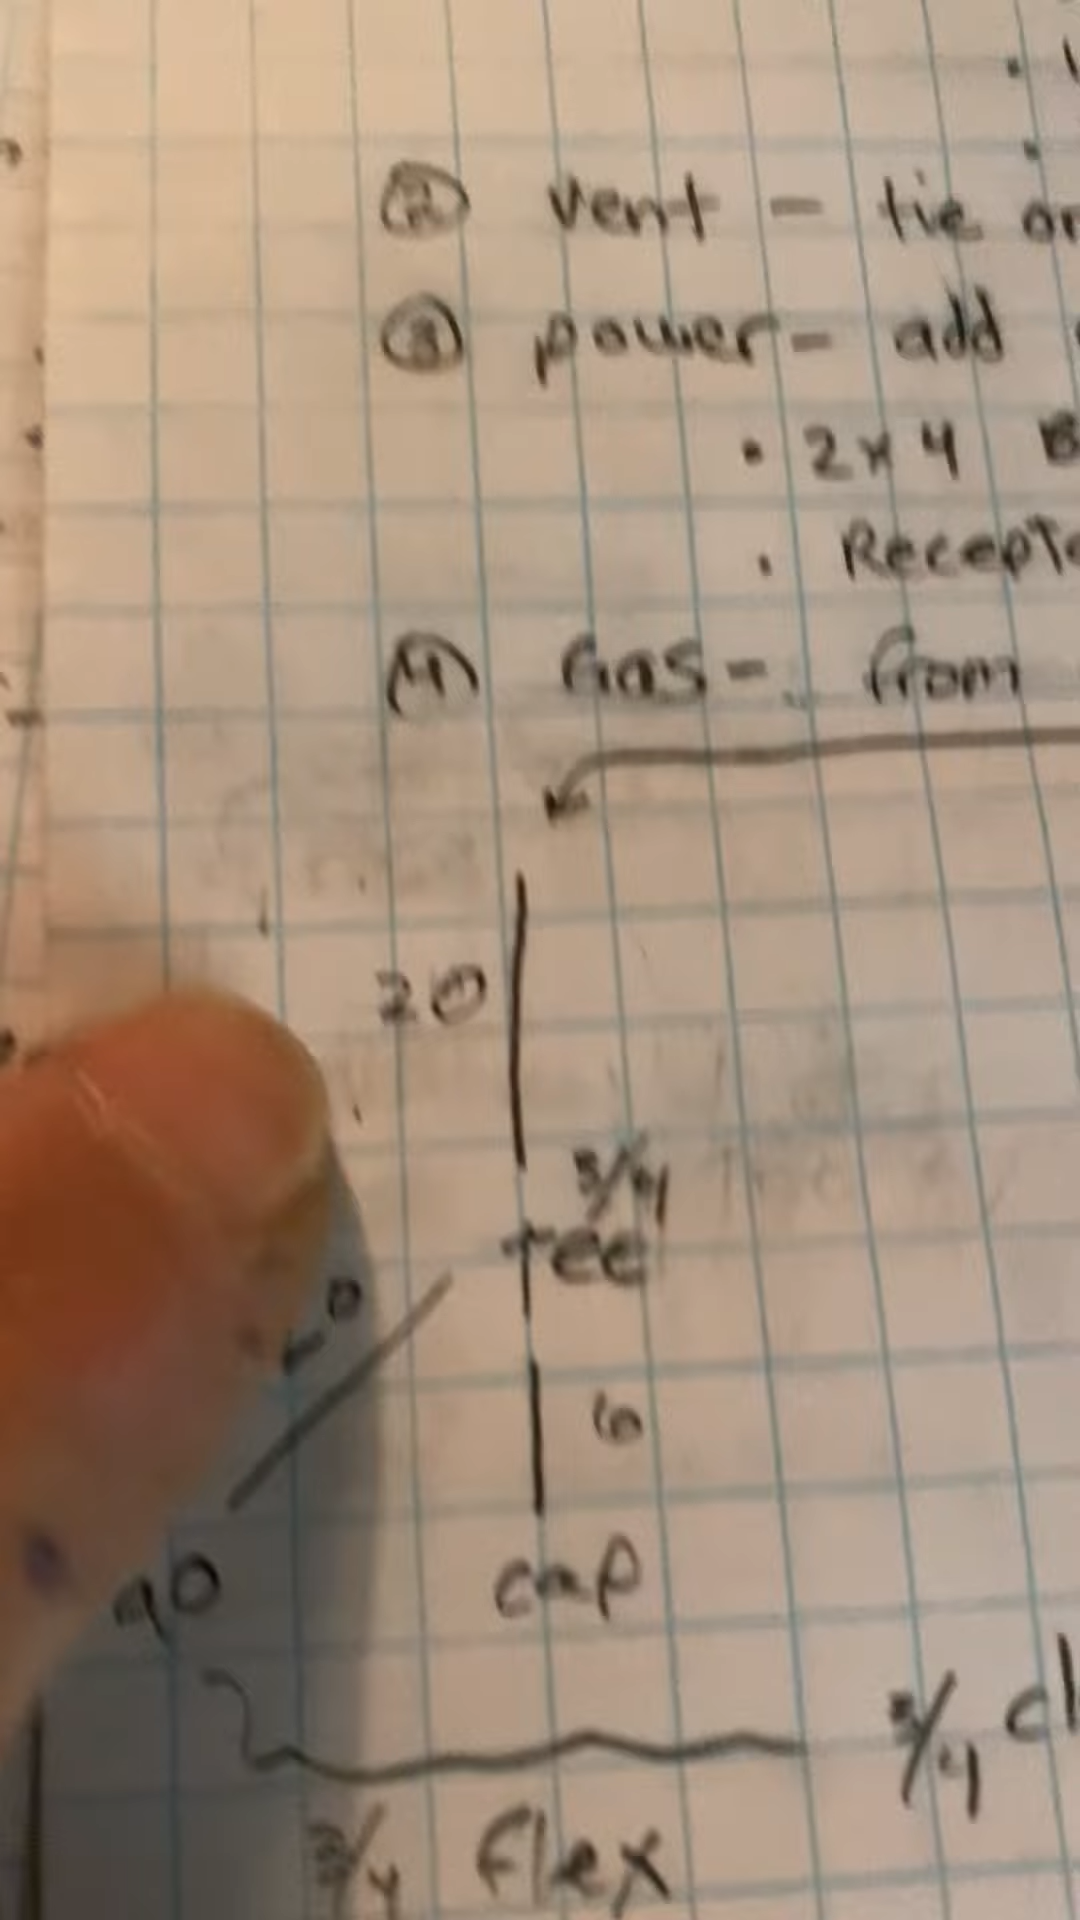 ② vent - tie
③ power - add
• 2x4
•
④ Gas - from
20
3/4
Tee
6
90
cap
3/4
3/4 flex